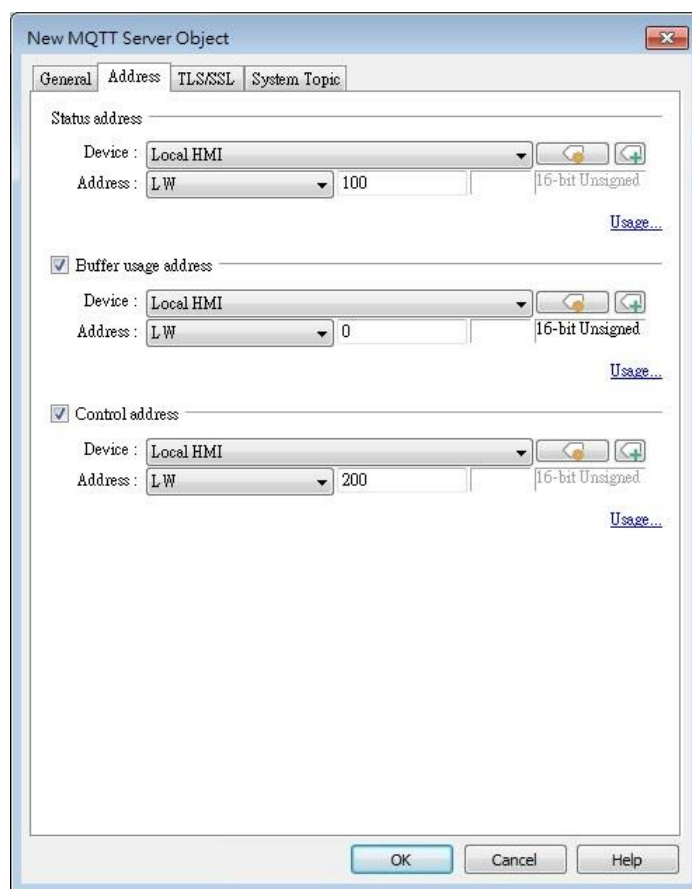 New MQTT Server Object
General Address TLS/SSL System Topic
Status address
Device : Local HMI
Address : LW 100 16-bit Unsigned
Usage...
Buffer usage address
Device : Local HMI
Address : LW 0 16-bit Unsigned
Usage...
Control address
Device : Local HMI
Address : LW 200 16-bit Unsigned
Usage...
OK Cancel Help